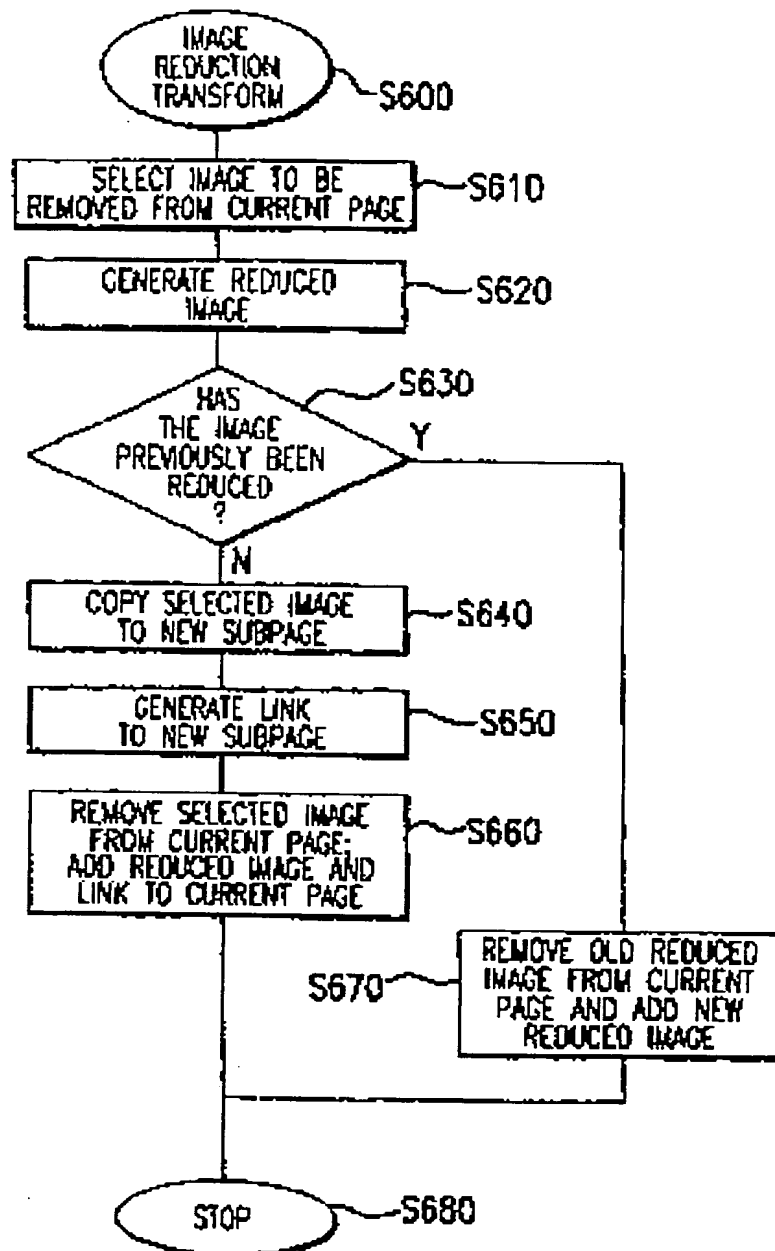 IMAGE
REDUCTION
TRANSFORM
S600
SELECT IMAGE TO BE
REMOVED FROM CURRENT PAGE
S610
GENERATE REDUCED
IMAGE
S620
S630
HAS
THE IMAGE
PREVIOUSLY BEEN
REDUCED
?
Y
N
COPY SELECTED IMAGE
TO NEW SUBPAGE
S640
GENERATE LINK
TO NEW SUBPAGE
S650
REMOVE SELECTED IMAGE
FROM CURRENT PAGE;
ADD REDUCED IMAGE AND
LINK TO CURRENT PAGE
S660
REMOVE OLD REDUCED
IMAGE FROM CURRENT
PAGE AND ADD NEW
REDUCED IMAGE
S670
STOP
S680